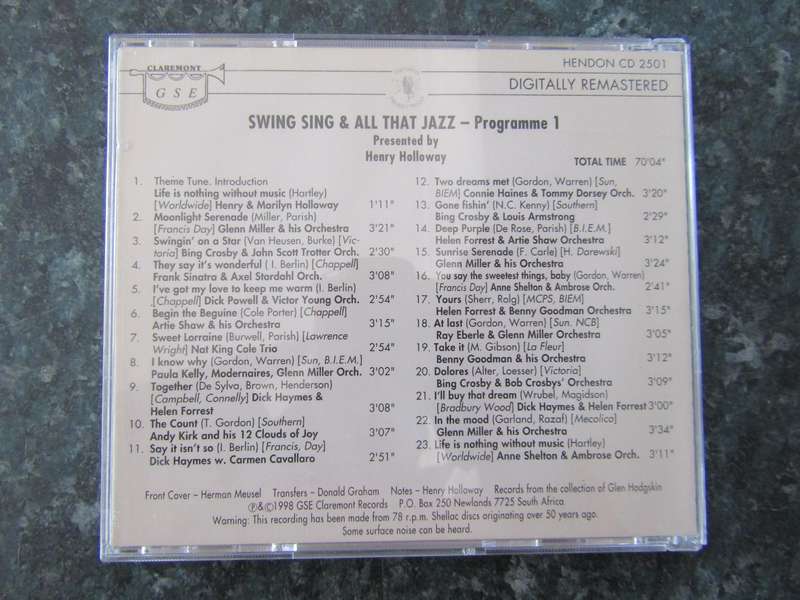 CLAREMONT
G S E
HENDON CD 2501
DIGITALLY REMASTERED
SWING SING & ALL THAT JAZZ – Programme 1
Presented by
Henry Holloway
TOTAL TIME 70'04"
1. Theme Tune. Introduction
Life is nothing without music (Hartley)
[Worldwide] Henry & Marilyn Holloway 1'11"
2. Moonlight Serenade (Miller, Parish)
[Francis Day] Glenn Miller & his Orchestra 3'21"
3. Swingin' on a Star (Van Heusen, Burke) [Vic-
toria] Bing Crosby & John Scott Trotter Orch. 2'30"
4. They say it's wonderful ( I. Berlin) [Chappell]
Frank Sinatra & Axel Stordahl Orch. 3'08"
5. I've got my love to keep me warm (I. Berlin)
[.Chappell] Dick Powell & Victor Young Orch. 2'54"
6. Begin the Beguine (Cole Porter) [Chappell]
Artie Shaw & his Orchestra 3'15"
7. Sweet Lorraine (Burwell, Parish) [Lawrence
Wright] Nat King Cole Trio 2'54"
8. I know why (Gordon, Warren) [Sun, B.I.E.M.]
Paula Kelly, Modernaires, Glenn Miller Orch. 3'02"
9. Together (De Sylva, Brown, Henderson)
[Campbell, Connelly] Dick Haymes &
Helen Forrest 3'08"
10. The Count (T. Gordon) [Southern]
Andy Kirk and his 12 Clouds of Joy 3'07"
11. Say it isn't so (I. Berlin) [Francis, Day]
Dick Haymes w. Carmen Cavallaro 2'51"
12. Two dreams met (Gordon, Warren) [Sun,
BIEM] Connie Haines & Tommy Dorsey Orch. 3'20"
13. Gone fishin' (N.C. Kenny) [Southern]
Bing Crosby & Louis Armstrong 2'29"
14. Deep Purple (De Rose, Parish) [B.I.E.M.]
Helen Forrest & Artie Shaw Orchestra 3'12"
15. Sunrise Serenade (F. Carle) [H. Darewski]
Glenn Miller & his Orchestra 3'24"
16. You say the sweetest things, baby (Gordon, Warren)
[Francis Day] Anne Shelton & Ambrose Orch. 2'41"
17. Yours (Sherr, Rolg) [MCPS, BIEM]
Helen Forrest & Benny Goodman Orchestra 3'15"
18. At last (Gordon, Warren) [Sun. NCB]
Ray Eberle & Glenn Miller Orchestra 3'05"
19. Take it (M. Gibson) [La Fleur]
Benny Goodman & his Orchestra 3'12"
20. Dolores (Alter, Loesser) [Victoria]
Bing Crosby & Bob Crosbys' Orchestra 3'09"
21. I'll buy that dream (Wrubel, Magidson)
[Bradbury Wood] Dick Haymes & Helen Forrest 3'00"
22. In the mood (Garland, Razaf) [Mecolico]
Glenn Miller & his Orchestra 3'34"
23. Life is nothing without music (Hartley)
[Worldwide] Anne Shelton & Ambrose Orch. 3'11"
Front Cover – Herman Meusel Transfers – Donald Graham Notes – Henry Holloway Records from the collection of Glen Hodgskin
℗&©1998 GSE Claremont Records P.O. Box 250 Newlands 7725 South Africa.
Warning: This recording has been made from 78 r.p.m. Shellac discs originating over 50 years ago.
Some surface noise can be heard.